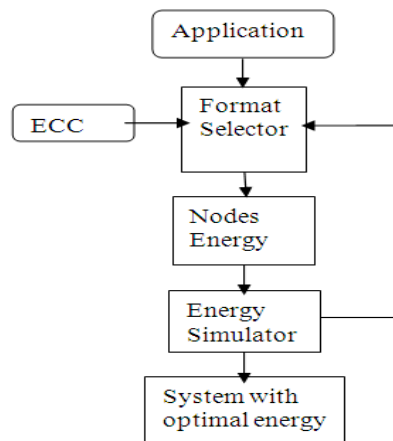 Application
Format
Selector
ECC
Nodes
Energy
Energy
Simulator
System with
optimal energy